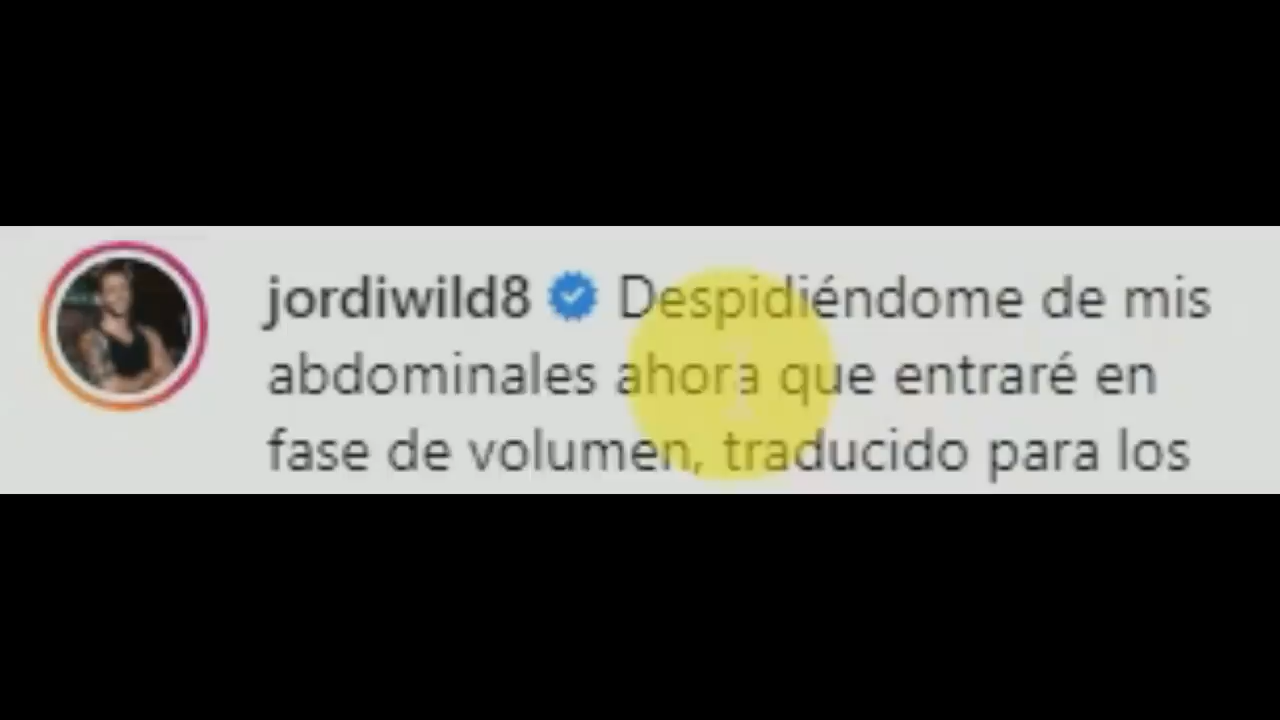 jordiwild8 Despidiéndome de mis
abdominales ahora que entraré en
fase de volumen, traducido para los